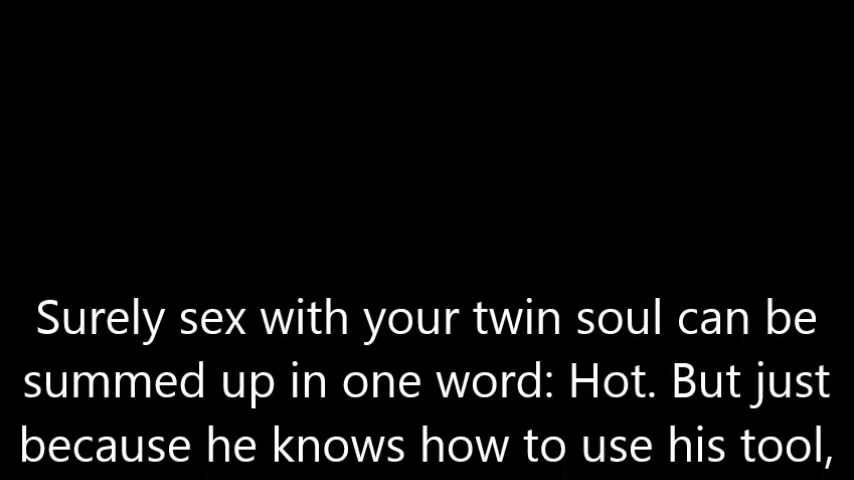 Surely sex with your twin soul can be
summed up in one word: Hot. But just
because he knows how to use his tool,